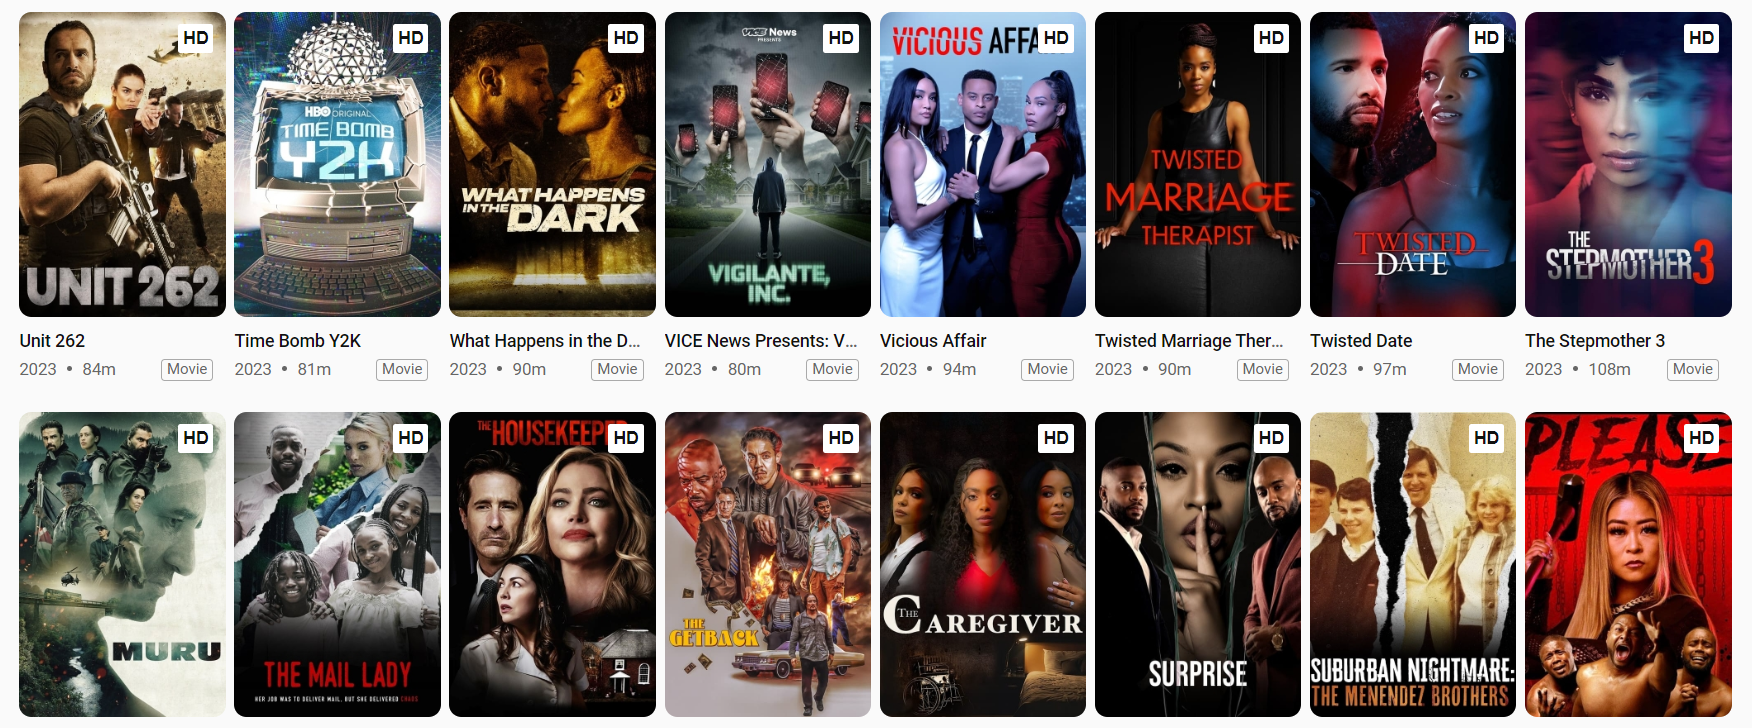 HD
UNIT 262
Unit 262
2023 • 84m
Movie
HD
HBO ORIGINAL
TIME BOMB
Y2K
Time Bomb Y2K
2023 • 81m
Movie
HD
WHAT HAPPENS
IN THE DARK
What Happens in the D...
2023 • 90m
Movie
HD
VICE News
PRESENTS
VIGILANTE,
INC.
VICE News Presents: V...
2023 • 80m
Movie
HD
VICIOUS AFFA
Vicious Affair
2023 • 94m
Movie
HD
TWISTED
MARRIAGE
THERAPIST
Twisted Marriage Ther...
2023 • 90m
Movie
HD
TWISTED
DATE
Twisted Date
2023 • 97m
Movie
HD
THE
STEPMOTHER 3
The Stepmother 3
2023 • 108m
Movie
HD
MURU
HD
THE MAIL LADY
HER JOB WAS TO DELIVER MAIL, BUT SHE DELIVERED CHAOS
HD
THE HOUSEKEEPER
HD
THE
GETBACK
HD
THE
CAREGIVER
HD
SURPRISE
HD
SUBURBAN NIGHTMARE:
THE MENENDEZ BROTHERS
HD
PLEASE